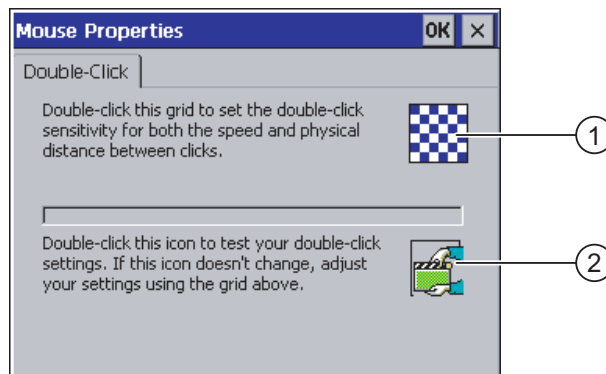 Mouse Properties OK ×
Double-Click
Double-click this grid to set the double-click
sensitivity for both the speed and physical
distance between clicks.
1
Double-click this icon to test your double-click
settings. If this icon doesn't change, adjust
your settings using the grid above.
2